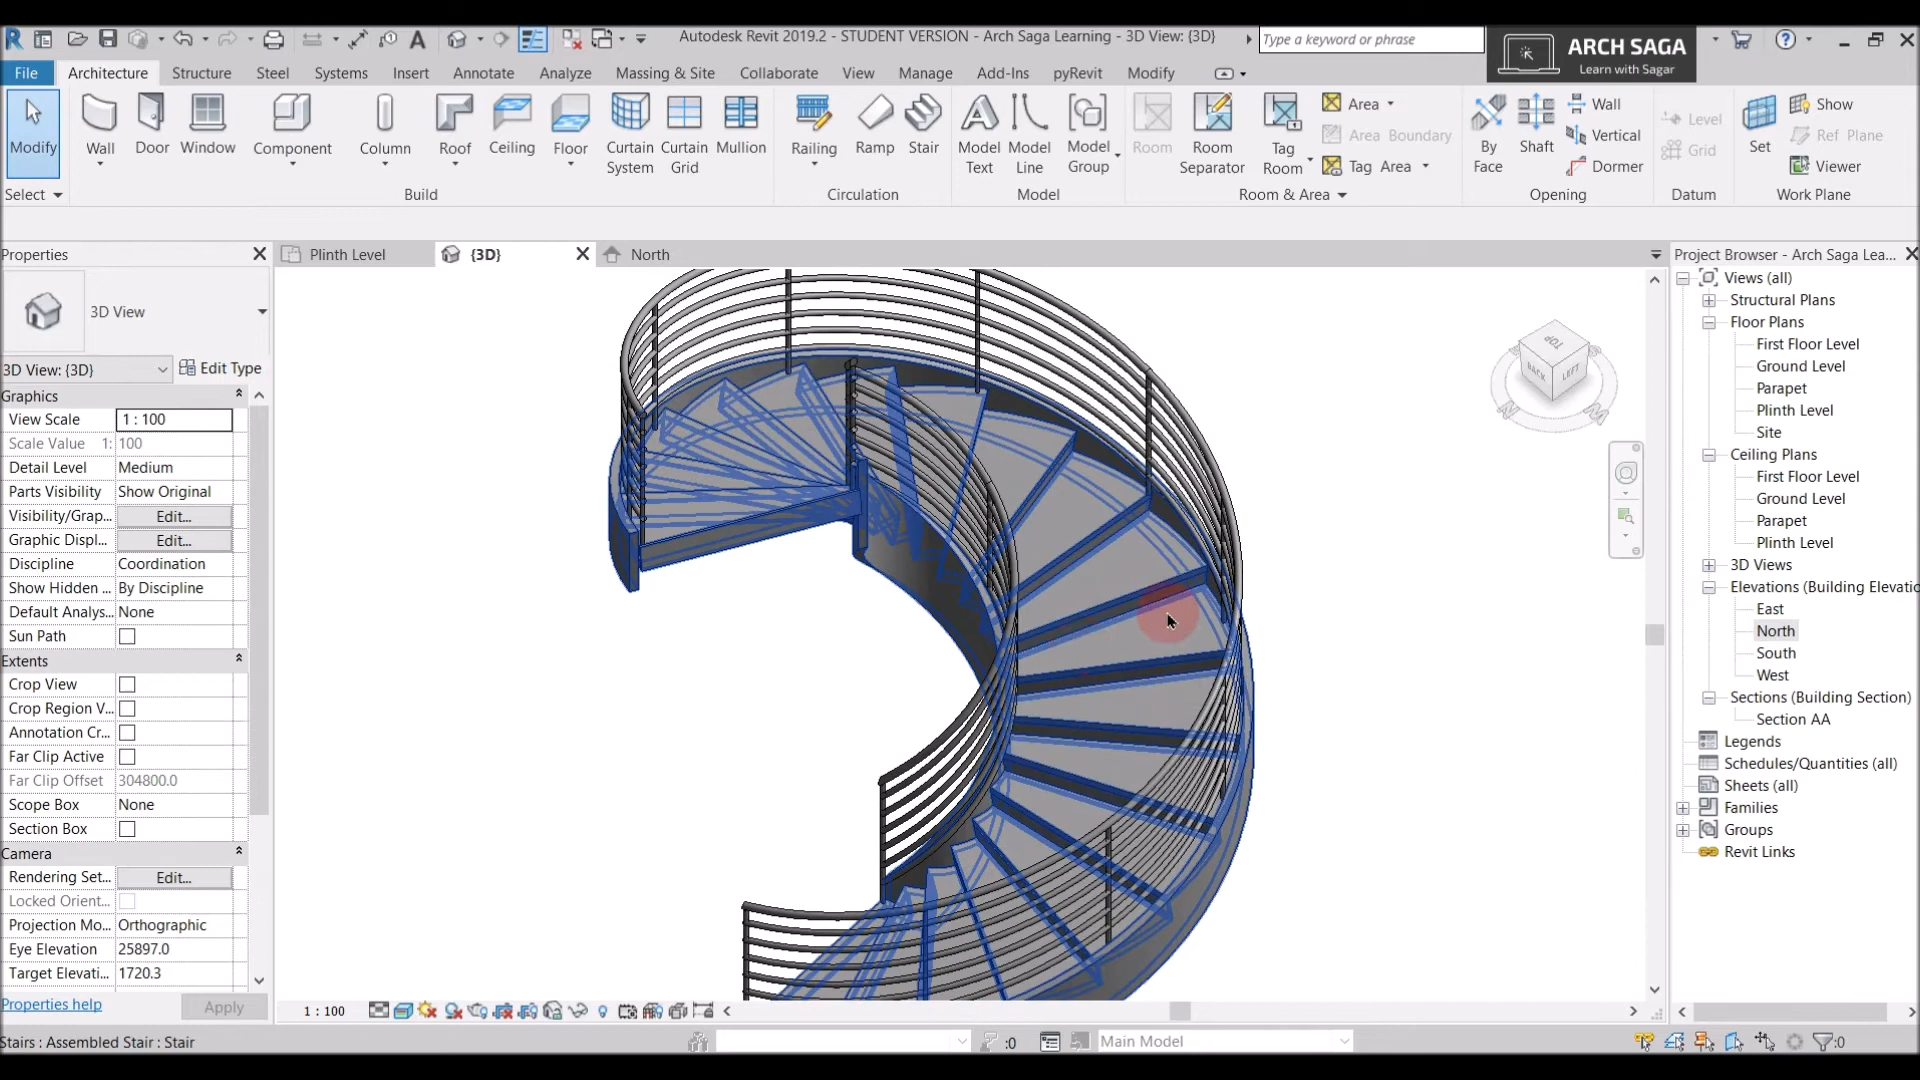 Autodesk Revit 2019.2 - STUDENT VERSION - Arch Saga Learning - 3D View: {3D}
Type a keyword or phrase
ARCH SAGA
Learn with Sagar
File Architecture Structure Steel Systems Insert Annotate Analyze Massing & Site Collaborate View Manage Add-Ins pyRevit Modify
Modify
Wall
Door
Window
Component
Column
Roof
Ceiling
Floor
Curtain System
Curtain Grid
Mullion
Railing
Ramp
Stair
Model Text
Model Line
Model Group
Room
Room Separator
Tag Room
Area
Area Boundary
Tag Area
By Face
Shaft
Wall
Vertical
Dormer
Level
Grid
Set
Show
Ref Plane
Viewer
Select
Build
Circulation
Model
Room & Area
Opening
Datum
Work Plane
Properties
Plinth Level
{3D}
North
Project Browser - Arch Saga Lea...
3D View
3D View: {3D}
Edit Type
Graphics
View Scale 1 : 100
Scale Value 1: 100
Detail Level Medium
Parts Visibility Show Original
Visibility/Grap... Edit...
Graphic Displ... Edit...
Discipline Coordination
Show Hidden ... By Discipline
Default Analys... None
Sun Path
Extents
Crop View
Crop Region V...
Annotation Cr...
Far Clip Active
Far Clip Offset 304800.0
Scope Box None
Section Box
Camera
Rendering Set... Edit...
Locked Orient...
Projection Mo... Orthographic
Eye Elevation 25897.0
Target Elevati... 1720.3
Properties help
Apply
TOP
BACK
LEFT
Views (all)
Structural Plans
Floor Plans
First Floor Level
Ground Level
Parapet
Plinth Level
Site
Ceiling Plans
First Floor Level
Ground Level
Parapet
Plinth Level
3D Views
Elevations (Building Elevatio
East
North
South
West
Sections (Building Section)
Section AA
Legends
Schedules/Quantities (all)
Sheets (all)
Families
Groups
Revit Links
1 : 100
Stairs : Assembled Stair : Stair
:0
Main Model
:0